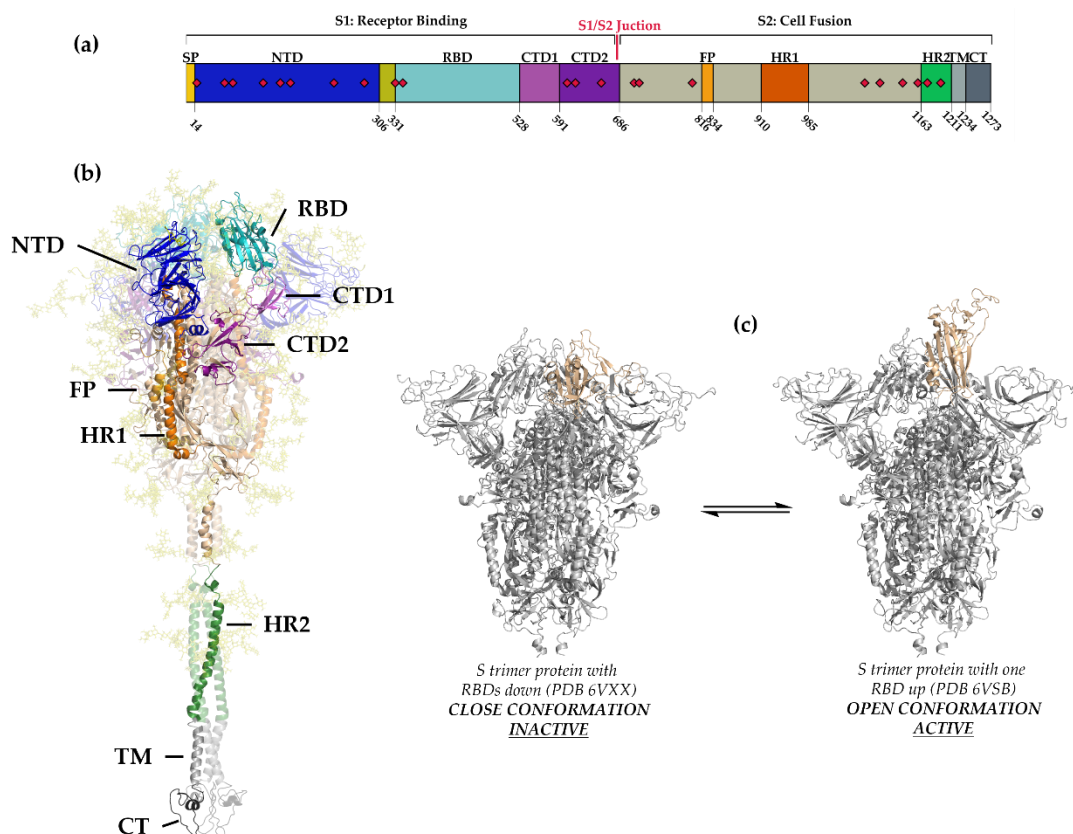 S1: Receptor Binding
S1/S2 Juction
S2: Cell Fusion
(a)
SP NTD RBD CTD1 CTD2 FP HR1 HR2 TM CT
14 306 331 528 591 686 816 834 910 985 1163 1211 1234 1273
(b)
RBD
NTD
CTD1
CTD2
FP
HR1
HR2
TM
CT
(c)
S trimer protein with
RBDs down (PDB 6VXX)
CLOSE CONFORMATION
INACTIVE
S trimer protein with one
RBD up (PDB 6VSB)
OPEN CONFORMATION
ACTIVE